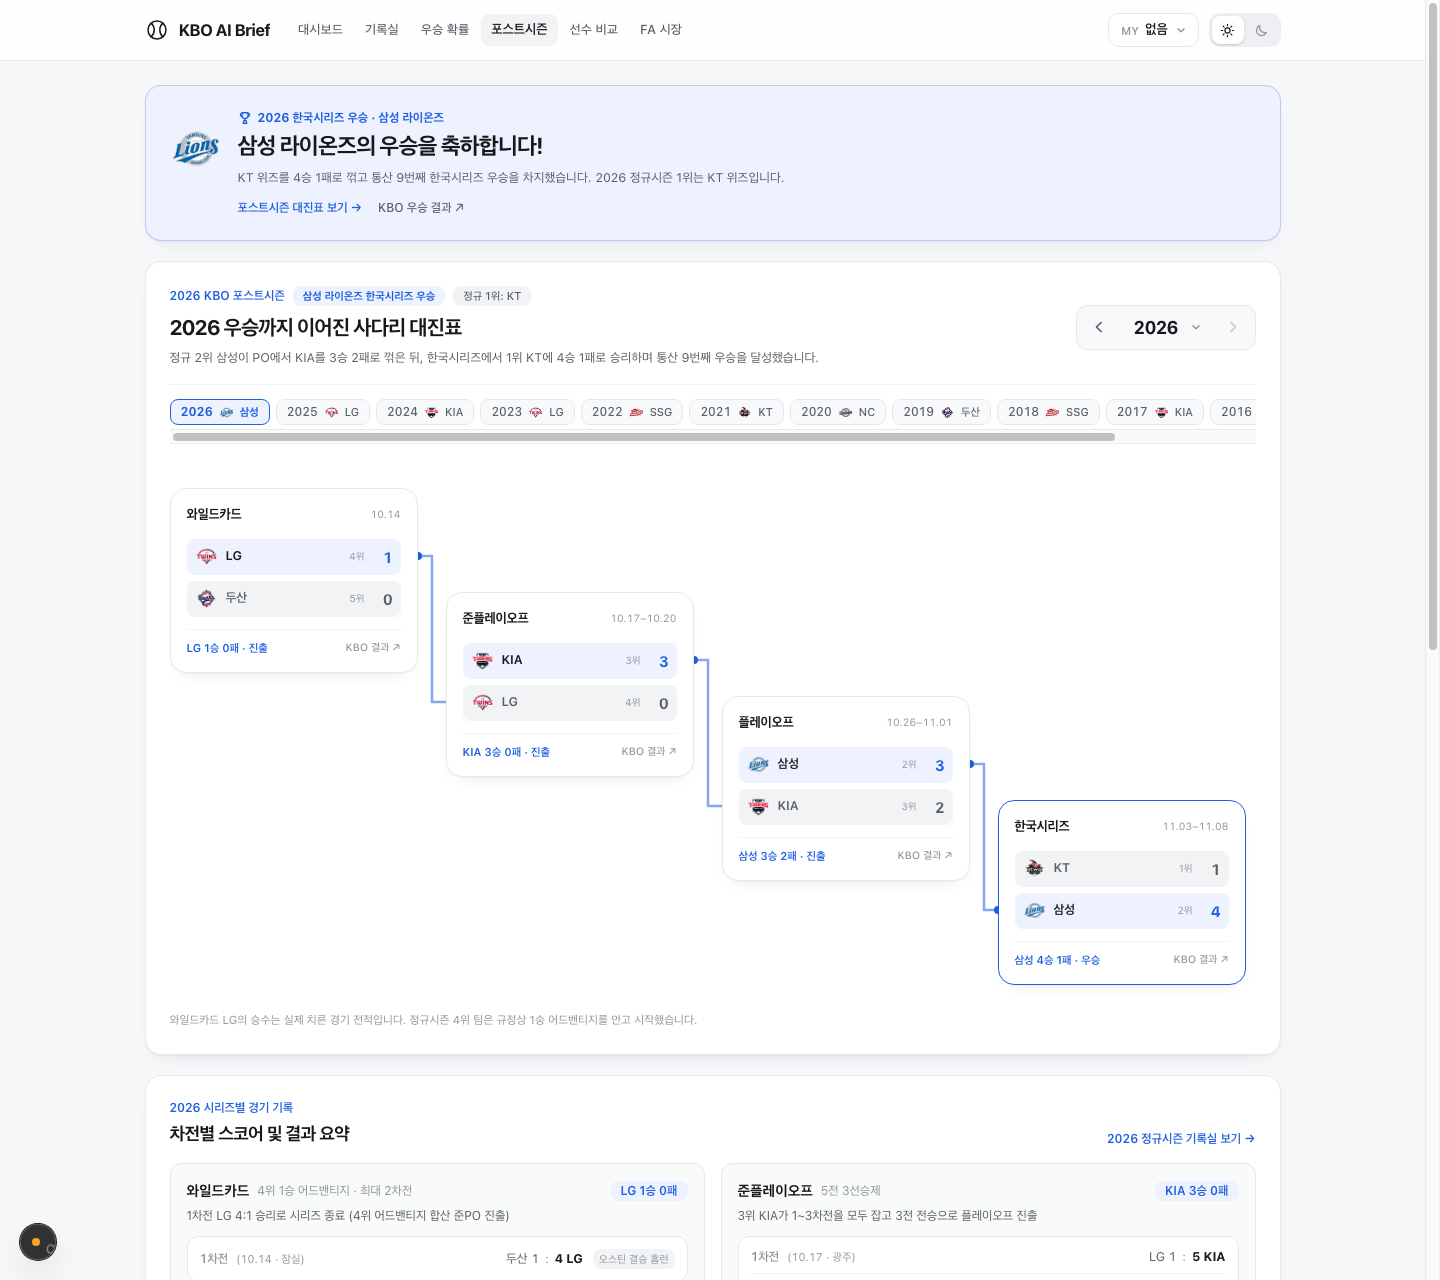 KBO AI Brief 대시보드 기록실 우승 확률 포스트시즌 선수 비교 FA 시장 MY 없음
2026 한국시리즈 우승 · 삼성 라이온즈
삼성 라이온즈의 우승을 축하합니다!
KT 위즈를 4승 1패로 꺾고 통산 9번째 한국시리즈 우승을 차지했습니다. 2026 정규시즌 1위는 KT 위즈입니다.
포스트시즌 대진표 보기 → KBO 우승 결과 ↗
2026 KBO 포스트시즌 삼성 라이온즈 한국시리즈 우승 정규 1위: KT
2026 우승까지 이어진 사다리 대진표
2026
정규 2위 삼성이 PO에서 KIA를 3승 2패로 꺾은 뒤, 한국시리즈에서 1위 KT에 4승 1패로 승리하며 통산 9번째 우승을 달성했습니다.
2026 삼성 2025 LG 2024 KIA 2023 LG 2022 SSG 2021 KT 2020 NC 2019 두산 2018 SSG 2017 KIA 2016
와일드카드 10.14
LG 4위 1
두산 5위 0
LG 1승 0패 · 진출 KBO 결과 ↗
준플레이오프 10.17–10.20
KIA 3위 3
LG 4위 0
KIA 3승 0패 · 진출 KBO 결과 ↗
플레이오프 10.26–11.01
삼성 2위 3
KIA 3위 2
삼성 3승 2패 · 진출 KBO 결과 ↗
한국시리즈 11.03–11.08
KT 1위 1
삼성 2위 4
삼성 4승 1패 · 우승 KBO 결과 ↗
와일드카드 LG의 승수는 실제 치른 경기 전적입니다. 정규시즌 4위 팀은 규정상 1승 어드밴티지를 안고 시작했습니다.
2026 시리즈별 경기 기록
차전별 스코어 및 결과 요약
2026 정규시즌 기록실 보기 →
와일드카드 4위 1승 어드밴티지 · 최대 2차전 LG 1승 0패
1차전 LG 4:1 승리로 시리즈 종료 (4위 어드밴티지 합산 준PO 진출)
1차전 (10.14 · 잠실) 두산 1 : 4 LG 오스틴 결승 홈런
준플레이오프 5전 3선승제 KIA 3승 0패
3위 KIA가 1~3차전을 모두 잡고 3전 전승으로 플레이오프 진출
1차전 (10.17 · 광주) LG 1 : 5 KIA